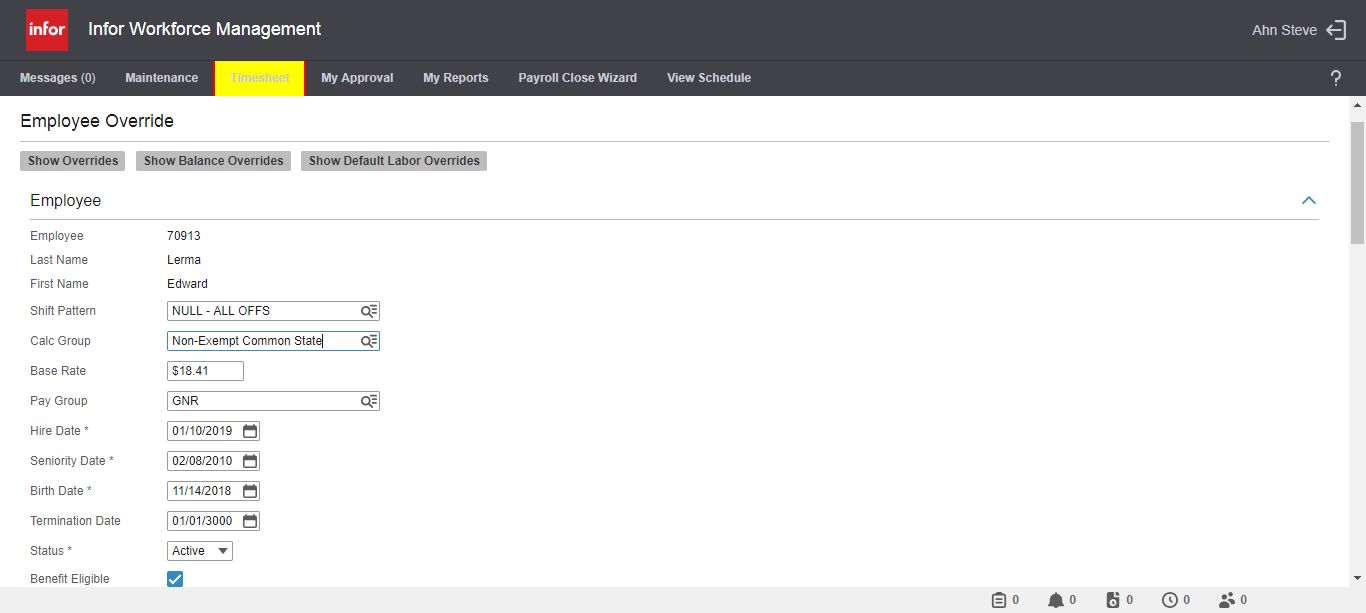 infor Infor Workforce Management Ahn Steve
Messages (0) Maintenance Timesheet My Approval My Reports Payroll Close Wizard View Schedule ?
Employee Override
Show Overrides Show Balance Overrides Show Default Labor Overrides
Employee
Employee 70913
Last Name Lerma
First Name Edward
Shift Pattern NULL - ALL OFFS
Calc Group Non-Exempt Common State
Base Rate $18.41
Pay Group GNR
Hire Date * 01/10/2019
Seniority Date * 02/08/2010
Birth Date * 11/14/2018
Termination Date 01/01/3000
Status * Active
Benefit Eligible
0 0 0 0 0